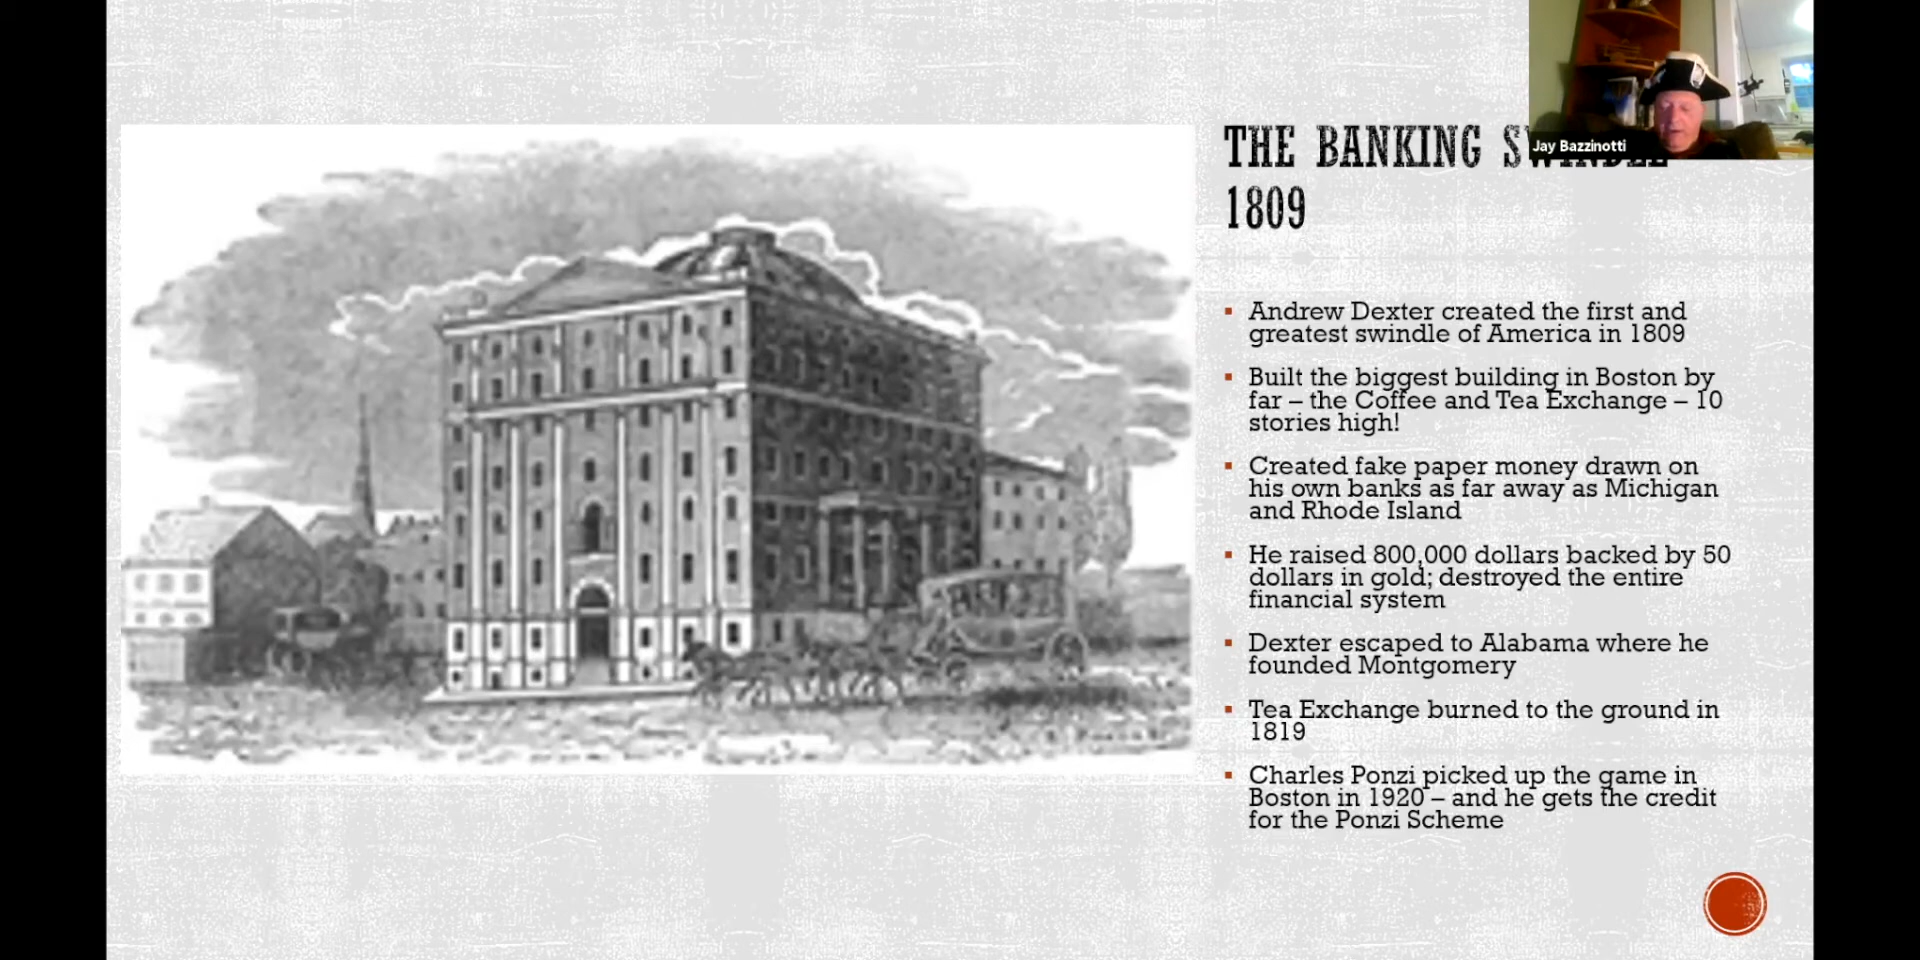 Jay Bazzinotti
THE BANKING SWINDLE
1809
▪ Andrew Dexter created the first and
greatest swindle of America in 1809
▪ Built the biggest building in Boston by
far – the Coffee and Tea Exchange – 10
stories high!
▪ Created fake paper money drawn on
his own banks as far away as Michigan
and Rhode Island
▪ He raised 800,000 dollars backed by 50
dollars in gold; destroyed the entire
financial system
▪ Dexter escaped to Alabama where he
founded Montgomery
▪ Tea Exchange burned to the ground in
1819
▪ Charles Ponzi picked up the game in
Boston in 1920 – and he gets the credit
for the Ponzi Scheme